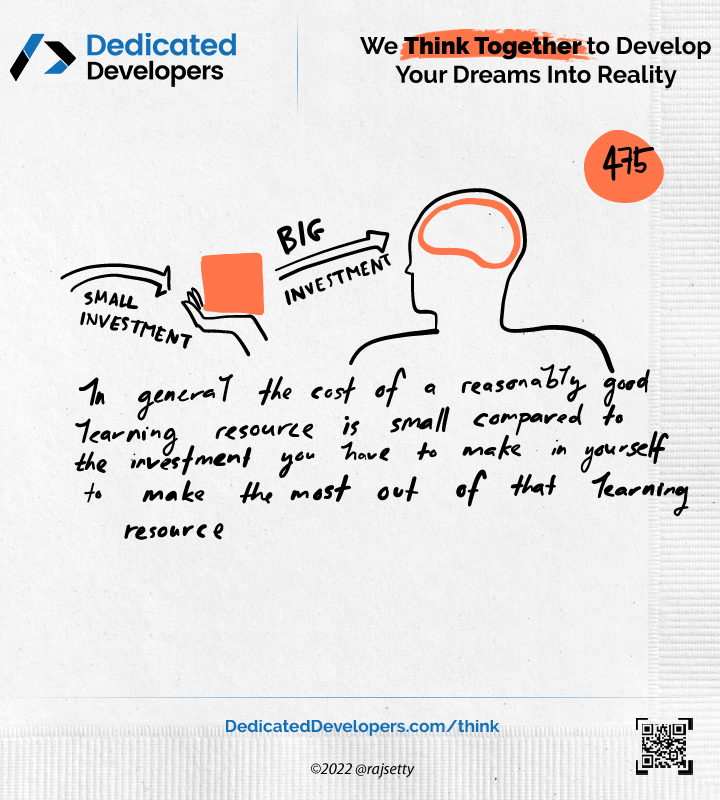 Dedicated
Developers
We Think Together to Develop
Your Dreams Into Reality
475
BIG
INVESTMENT
SMALL
INVESTMENT
In general the cost of a reasonably good
learning resource is small compared to
the investment you have to make in yourself
to make the most out of that learning
resource
DedicatedDevelopers.com/think
©2022 @rajsetty